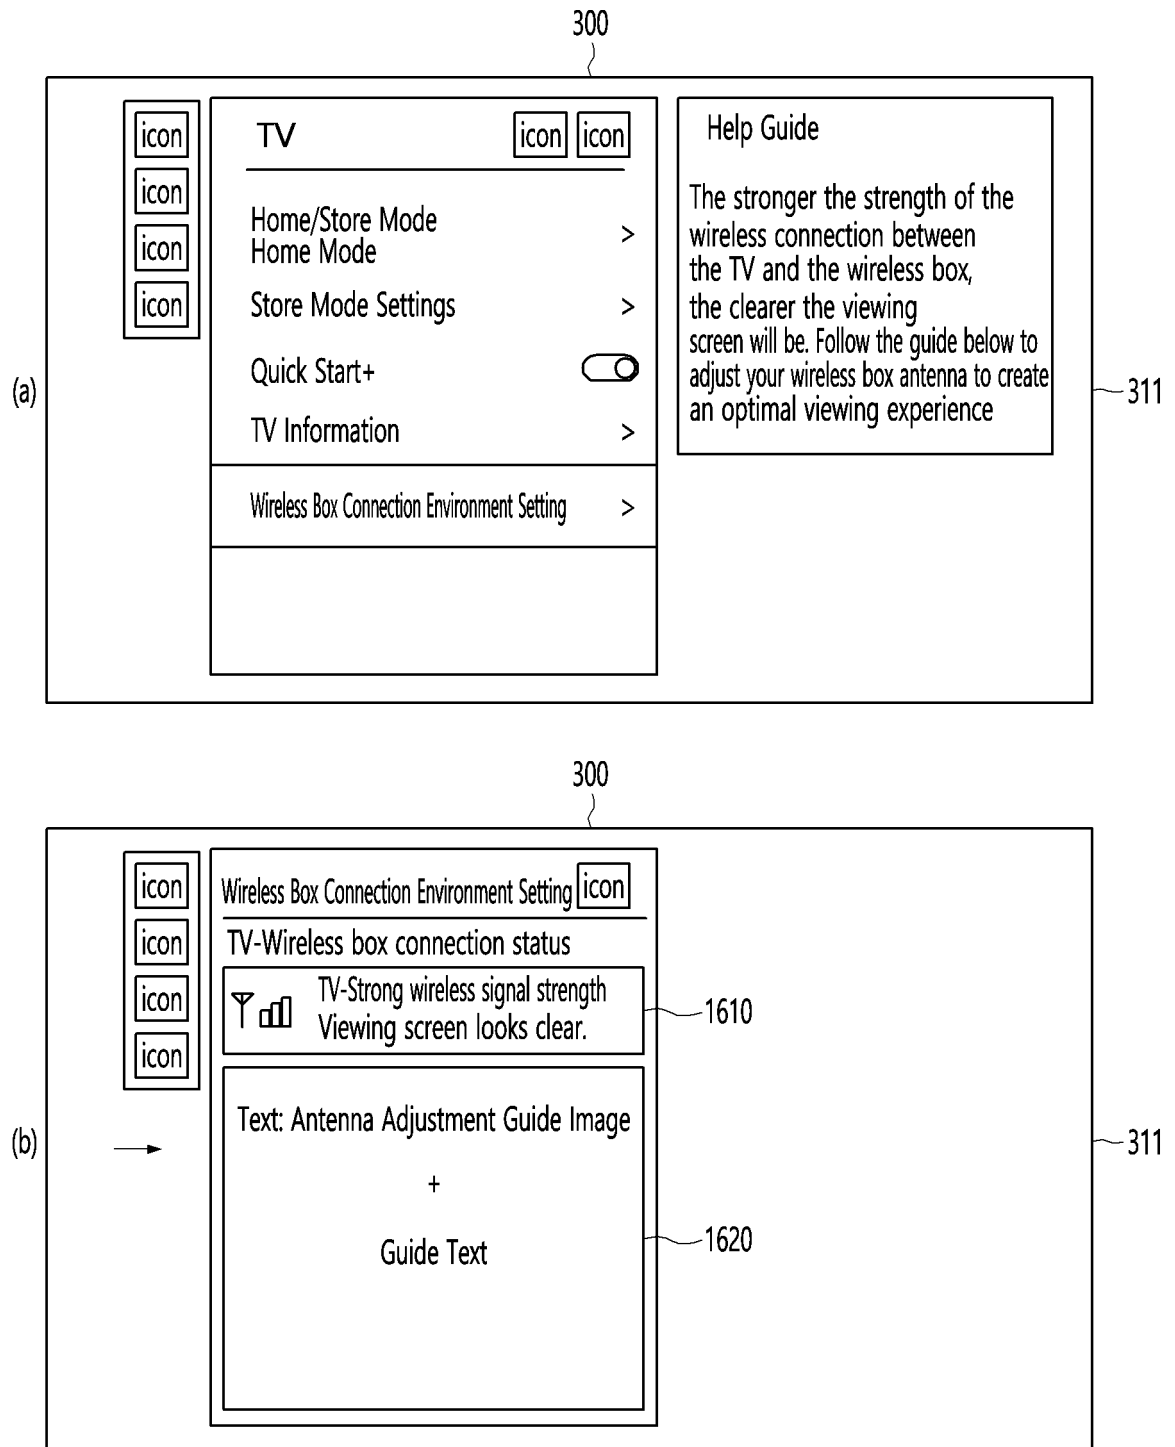 300
(a)
icon
icon
icon
icon
TV
icon icon
Home/Store Mode
Home Mode
>
Store Mode Settings >
Quick Start+
TV Information >
Wireless Box Connection Environment Setting >
Help Guide
The stronger the strength of the
wireless connection between
the TV and the wireless box,
the clearer the viewing
screen will be. Follow the guide below to
adjust your wireless box antenna to create
an optimal viewing experience
311
300
(b)
icon
icon
icon
icon
Wireless Box Connection Environment Setting icon
TV-Wireless box connection status
TV-Strong wireless signal strength
Viewing screen looks clear.
1610
Text: Antenna Adjustment Guide Image
+
Guide Text
1620
311